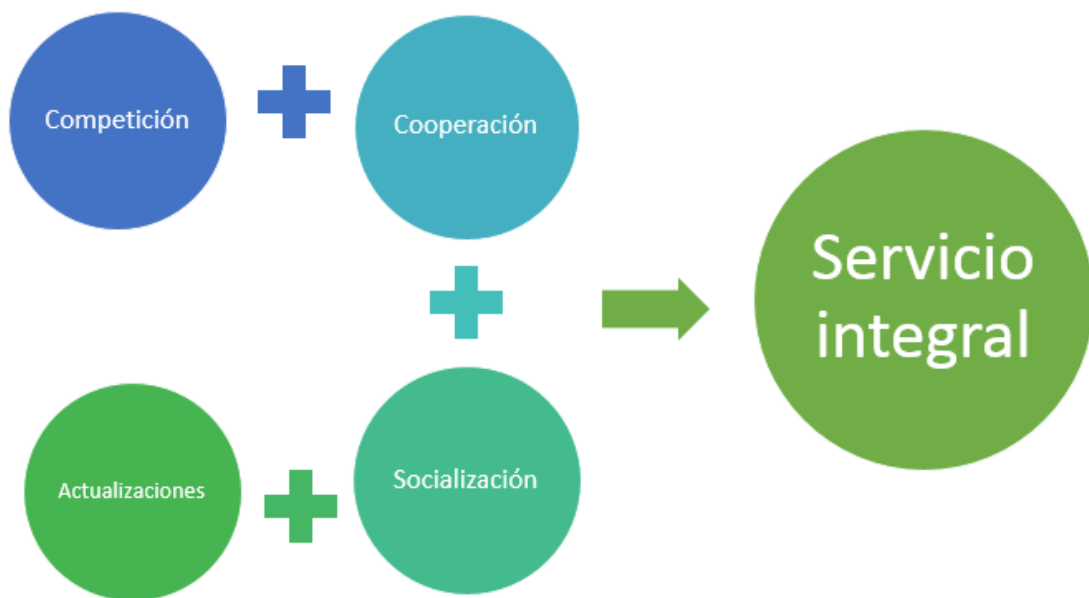 Competición
Cooperación
Actualizaciones
Socialización
Servicio
integral